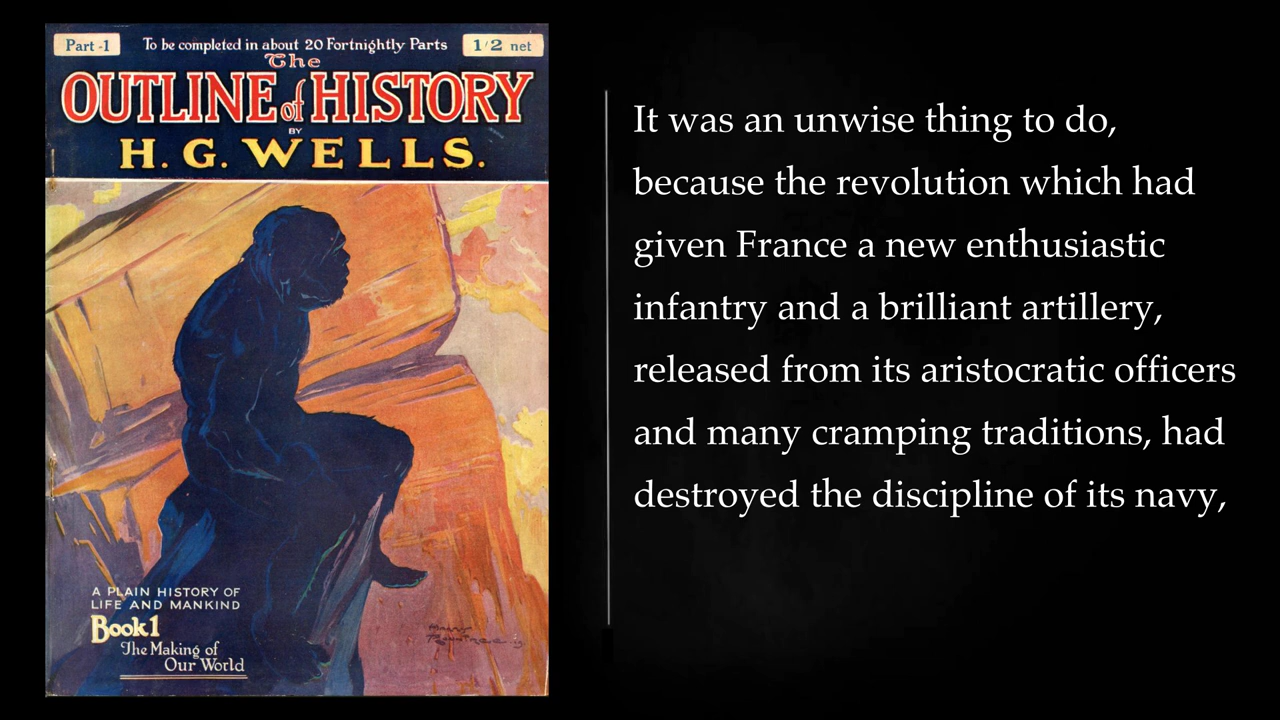 Part -1
To be completed in about 20 Fortnightly Parts
1/2 net
The
OUTLINE of HISTORY
BY
H. G. WELLS.
A PLAIN HISTORY OF
LIFE AND MANKIND
Book 1
The Making of
Our World
It was an unwise thing to do,
because the revolution which had
given France a new enthusiastic
infantry and a brilliant artillery,
released from its aristocratic officers
and many cramping traditions, had
destroyed the discipline of its navy,